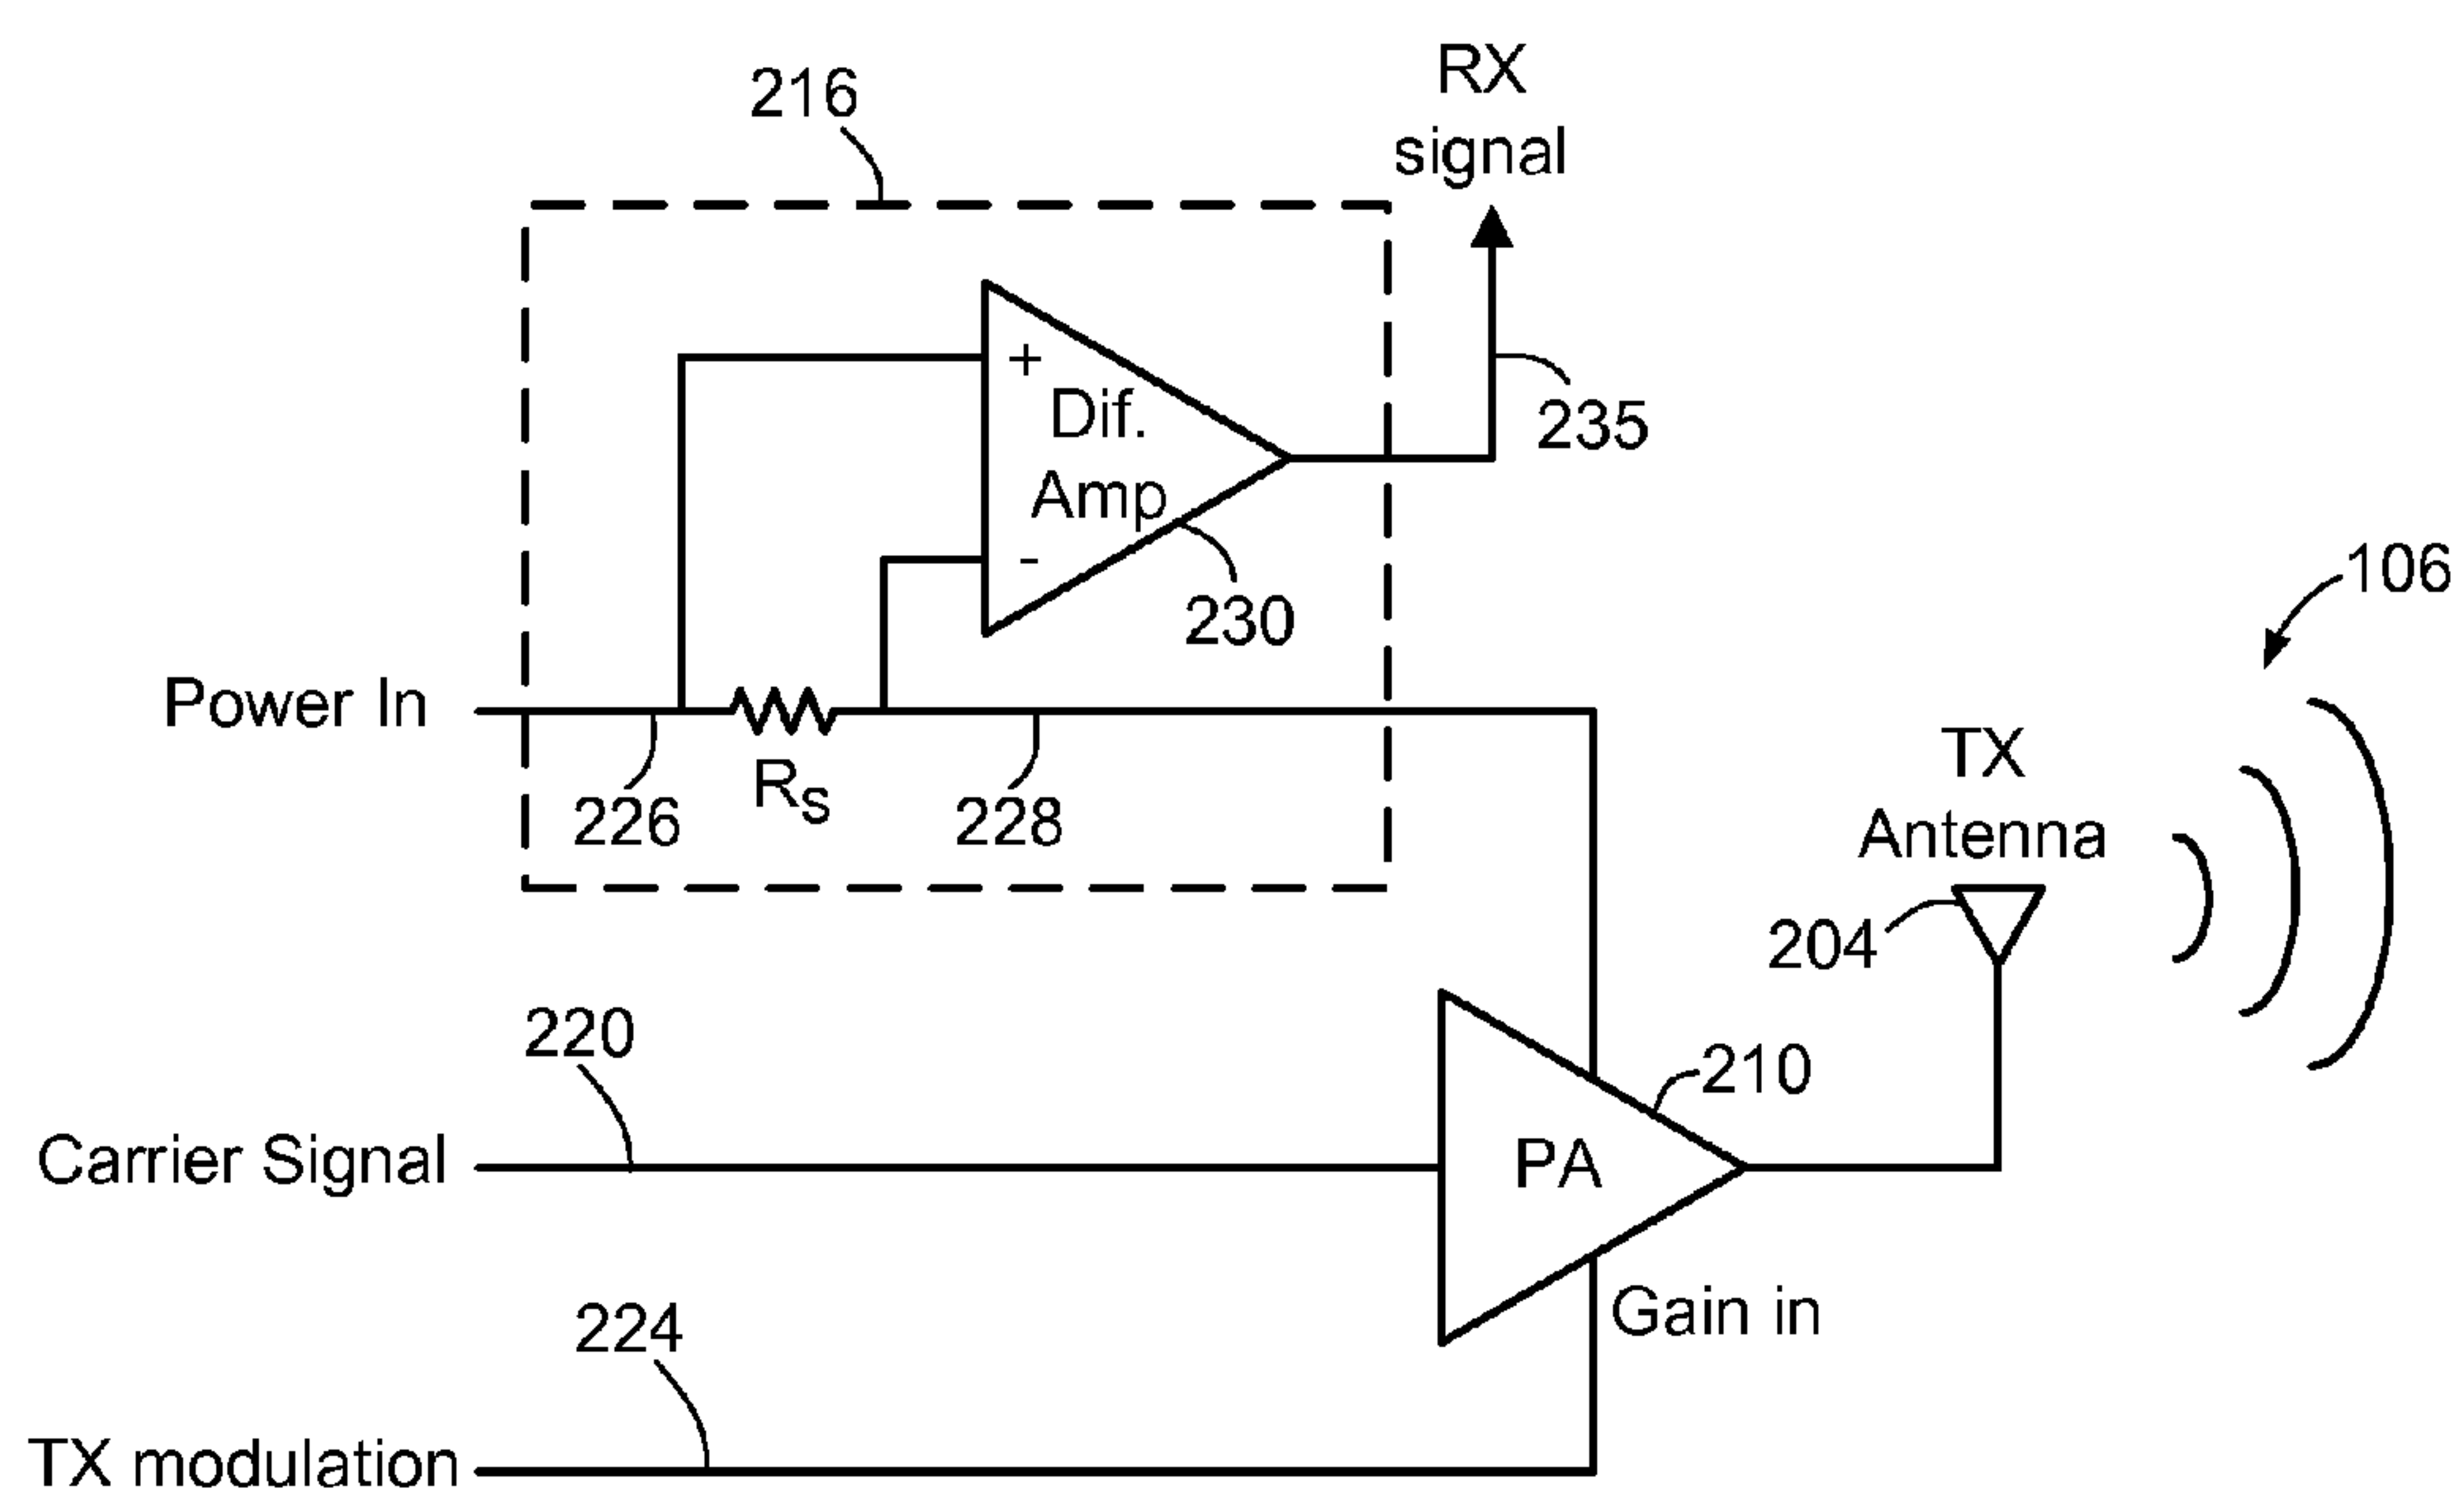 216
RX
signal
+
Dif.
Amp
-
235
230
106
Power In
226
RS
228
TX
Antenna
204
220
210
Carrier Signal
PA
224
Gain in
TX modulation